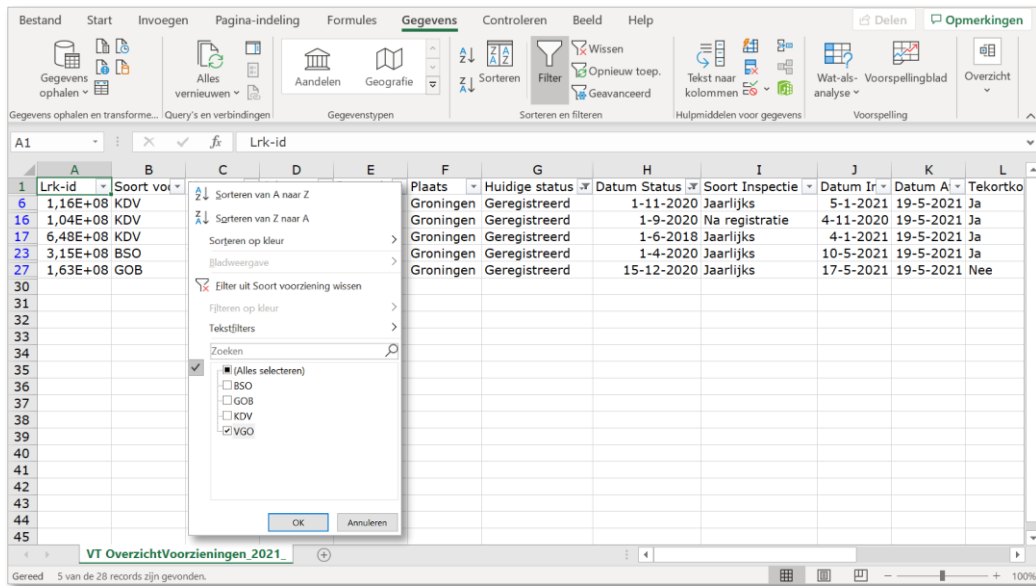 Bestand Start Invoegen Pagina-indeling Formules Gegevens Controleren Beeld Help Delen Opmerkingen
Gegevens ophalen
Alles vernieuwen
Aandelen Geografie
Sorteren
Filter
Wissen
Opnieuw toep.
Geavanceerd
Tekst naar kolommen
Wat-als-analyse
Voorspellingblad
Overzicht
Gegevens ophalen en transforme... Query's en verbindingen Gegevenstypen Sorteren en filteren Hulpmiddelen voor gegevens Voorspelling
A1 fx Lrk-id
A B C D E F G H I J K L
1 Lrk-id Soort voo Plaats Huidige status Datum Status Soort Inspectie Datum Ir Datum A Tekortko
6 1,16E+08 KDV Groningen Geregistreerd 1-11-2020 Jaarlijks 5-1-2021 19-5-2021 Ja
16 1,04E+08 KDV Groningen Geregistreerd 1-9-2020 Na registratie 4-11-2020 19-5-2021 Ja
17 6,48E+08 KDV Groningen Geregistreerd 1-6-2018 Jaarlijks 4-1-2021 19-5-2021 Ja
23 3,15E+08 BSO Groningen Geregistreerd 1-4-2020 Jaarlijks 10-5-2021 19-5-2021 Ja
27 1,63E+08 GOB Groningen Geregistreerd 15-12-2020 Jaarlijks 17-5-2021 19-5-2021 Nee
30
31
32
33
34
35
36
37
38
39
40
41
42
43
44
45
Sorteren van A naar Z
Sorteren van Z naar A
Sorteren op kleur
Bladweergave
Filter uit Soort voorziening wissen
Filteren op kleur
Tekstfilters
Zoeken
(Alles selecteren)
BSO
GOB
KDV
VGO
OK Annuleren
VT OverzichtVoorzieningen_2021_
Gereed 5 van de 28 records zijn gevonden. 100%